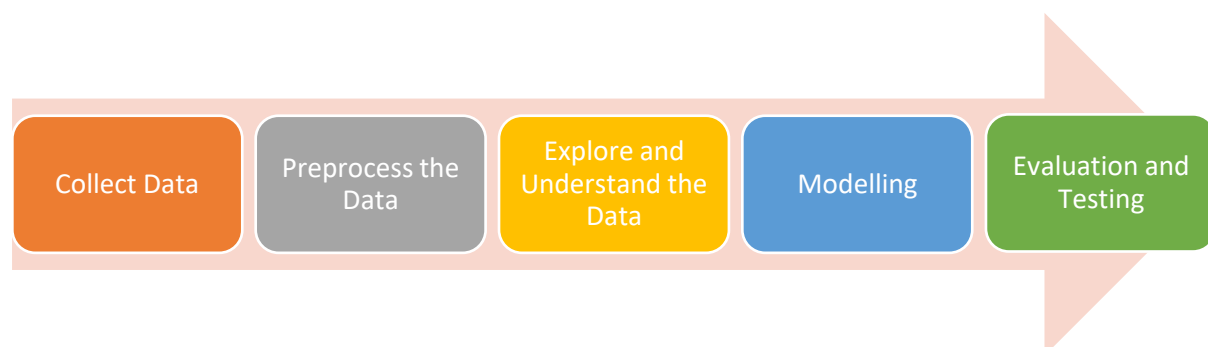 Collect Data
Preprocess the
Data
Explore and
Understand the
Data
Modelling
Evaluation and
Testing